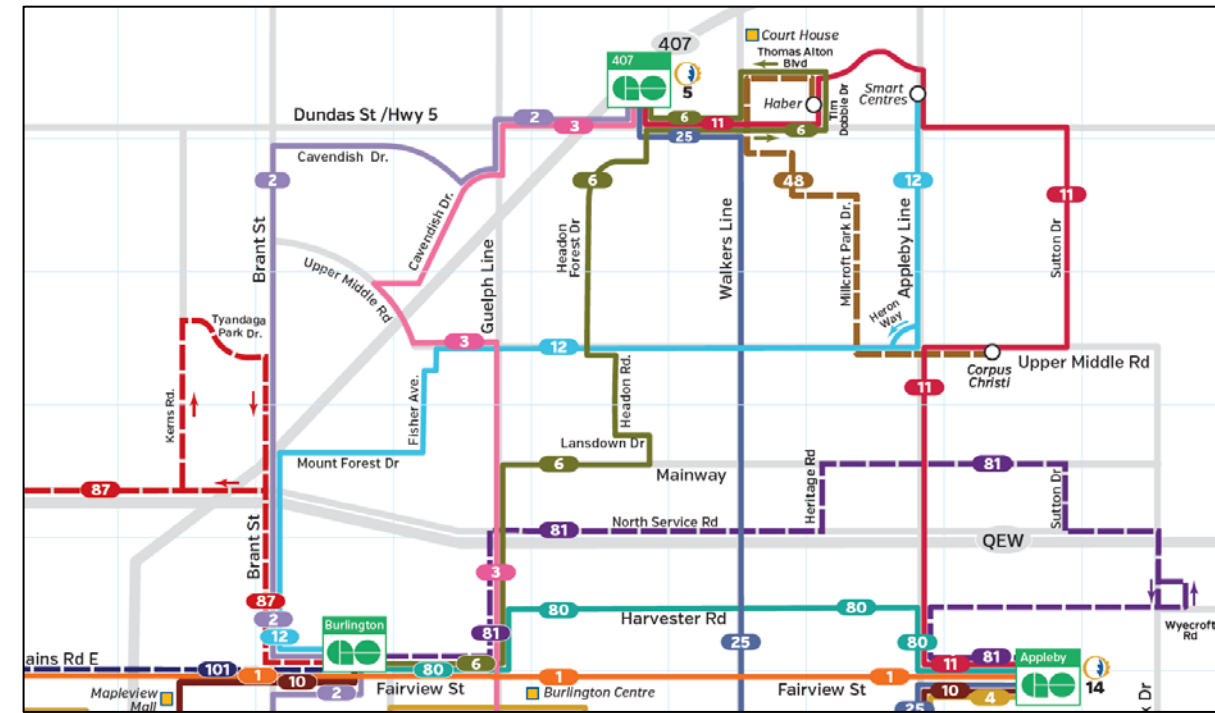 407
407
5
Court House
Thomas Alton
Blvd
Haber
Tim
Dobbie Dr
Smart
Centres
Dundas St /Hwy 5
2
3
6
11
6
25
Cavendish Dr.
2
6
48
12
11
Brant St
Cavendish Dr.
Upper Middle Rd
Guelph Line
Headon
Forest Dr
Walkers Line
Millcroft Park Dr.
Appleby Line
Heron
Way
Sutton Dr
Tyandaga
Park Dr.
3
12
Corpus
Christi
Upper Middle Rd
Kerns Rd.
Fisher Ave.
Headon Rd.
11
Lansdown Dr
Mount Forest Dr
6
Mainway
Heritage Rd
81
Sutton Dr
87
North Service Rd
81
QEW
Brant St
3
87
2
12
Burlington
80
Harvester Rd
80
81
25
80
Wyecroft
Rd
ains Rd E
101
1
10
2
80
6
Fairview St
1
Burlington Centre
Fairview St
1
11
81
Appleby
14
10
4
25
Mapleview
Mall
k Dr